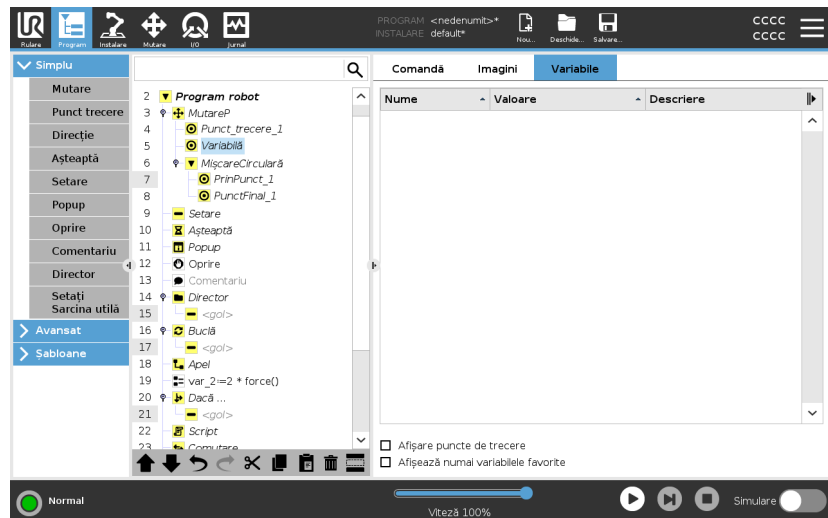 PROGRAM <nedenumit>*
INSTALARE default*
Rulare
Program
Instalare
Mutare
I/O
Jurnal
Nou...
Deschide...
Salvare...
CCCC
CCCC
Simplu
Mutare
Punct trecere
Direcție
Așteaptă
Setare
Popup
Oprire
Comentariu
Director
Setați
Sarcina utilă
Avansat
Șabloane
2 Program robot
3 MutareP
4 Punct_trecere_1
5 Variabilă
6 MișcareCirculară
7 PrinPunct_1
8 PunctFinal_1
9 Setare
10 Așteaptă
11 Popup
12 Oprire
13 Comentariu
14 Director
15 <gol>
16 Buclă
17 <gol>
18 Apel
19 var_2:=2 * force()
20 Dacă ...
21 <gol>
22 Script
23 Comutare
Comandă
Imagini
Variabile
Nume
Valoare
Descriere
Afișare puncte de trecere
Afișează numai variabilele favorite
Normal
Viteză 100%
Simulare